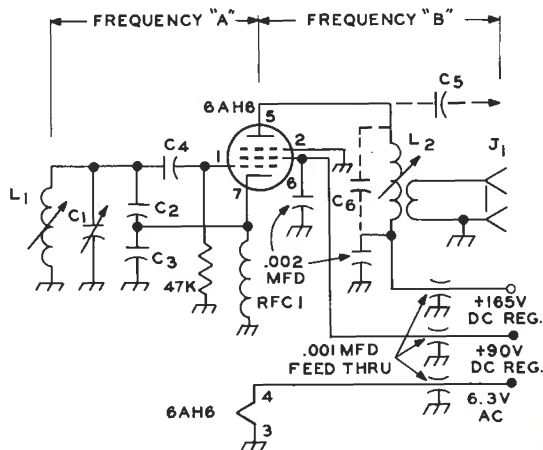 FREQUENCY "A"
FREQUENCY "B"
C5
6AH6
5
2
1
6
7
C4
L1
C1
C2
C3
C6
L2
J1
47K
RFC1
.002
MFD
+165V
DC REG.
.001 MFD
FEED THRU
+90V
DC REG.
6.3V
AC
6AH6
4
3